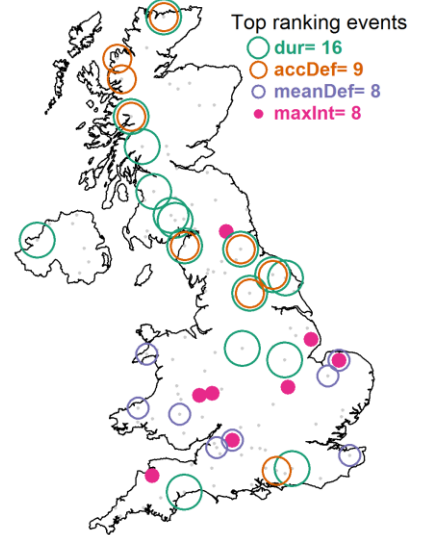 Top ranking events
dur= 16
accDef= 9
meanDef= 8
maxInt= 8